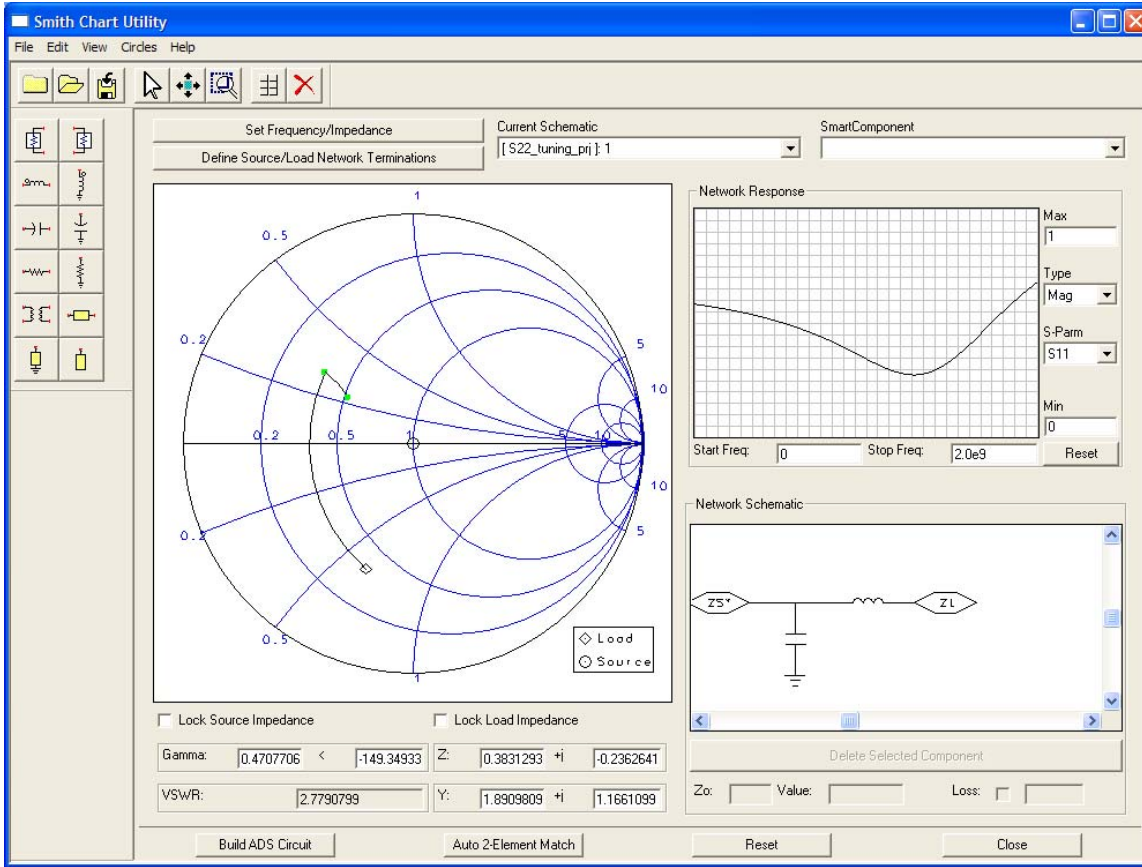 Smith Chart Utility
File Edit View Circles Help
Set Frequency/Impedance
Define Source/Load Network Terminations
Current Schematic
[ S22_tuning_prj ]: 1
SmartComponent
1
0.5
0.2
5
10
0.2 0.5 1 5 10
10
5
0.2
0.5
1
Load
Source
Network Response
Max
1
Type
Mag
S-Parm
S11
Min
0
Start Freq: 0 Stop Freq: 2.0e9 Reset
Network Schematic
ZS* ZL
Lock Source Impedance Lock Load Impedance
Gamma: 0.4707706 < -149.34933 Z: 0.3831293 +j -0.2362641
VSWR: 2.7790799 Y: 1.8909809 +j 1.1661099
Delete Selected Component
Zo: Value: Loss:
Build ADS Circuit Auto 2-Element Match Reset Close